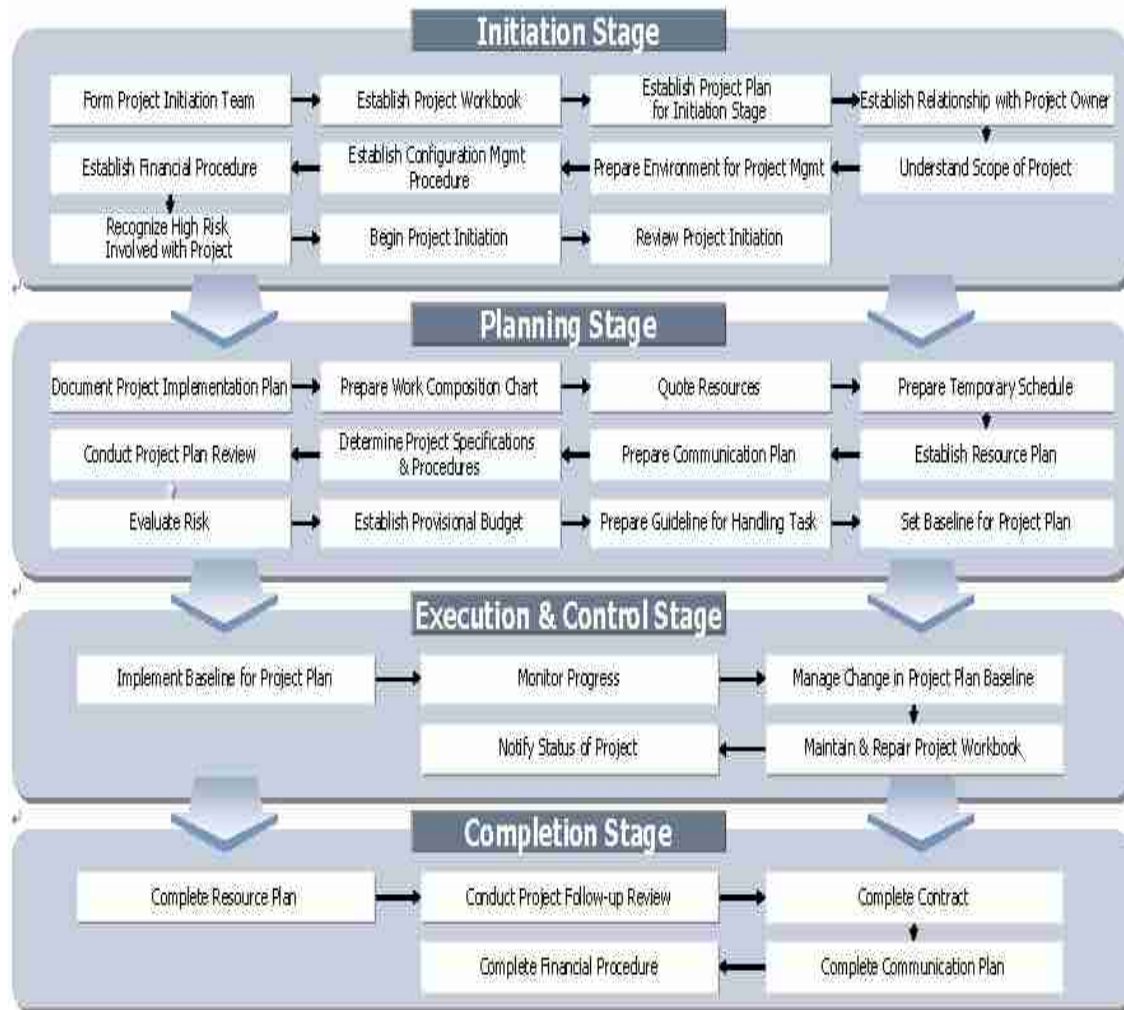 Initiation Stage
Form Project Initiation Team
Establish Project Workbook
Establish Project Plan
for Initiation Stage
Establish Relationship with Project Owner
Establish Financial Procedure
Establish Configuration Mgmt
Procedure
Prepare Environment for Project Mgmt
Understand Scope of Project
Recognize High Risk
Involved with Project
Begin Project Initiation
Review Project Initiation
Planning Stage
Document Project Implementation Plan
Prepare Work Composition Chart
Quote Resources
Prepare Temporary Schedule
Conduct Project Plan Review
Determine Project Specifications
& Procedures
Prepare Communication Plan
Establish Resource Plan
Evaluate Risk
Establish Provisional Budget
Prepare Guideline for Handling Task
Set Baseline for Project Plan
Execution & Control Stage
Implement Baseline for Project Plan
Monitor Progress
Manage Change in Project Plan Baseline
Notify Status of Project
Maintain & Repair Project Workbook
Completion Stage
Complete Resource Plan
Conduct Project Follow-up Review
Complete Contract
Complete Financial Procedure
Complete Communication Plan